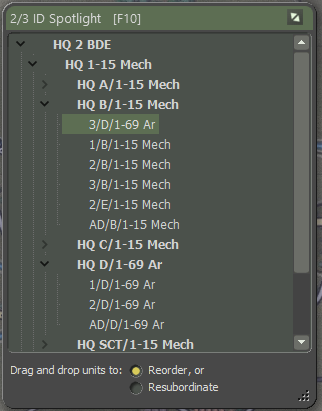 2/3 ID Spotlight [F10]
HQ 2 BDE
HQ 1-15 Mech
HQ A/1-15 Mech
HQ B/1-15 Mech
3/D/1-69 Ar
1/B/1-15 Mech
2/B/1-15 Mech
3/B/1-15 Mech
2/E/1-15 Mech
AD/B/1-15 Mech
HQ C/1-15 Mech
HQ D/1-69 Ar
1/D/1-69 Ar
2/D/1-69 Ar
AD/D/1-69 Ar
HQ SCT/1-15 Mech
Drag and drop units to: Reorder, or
Resubordinate